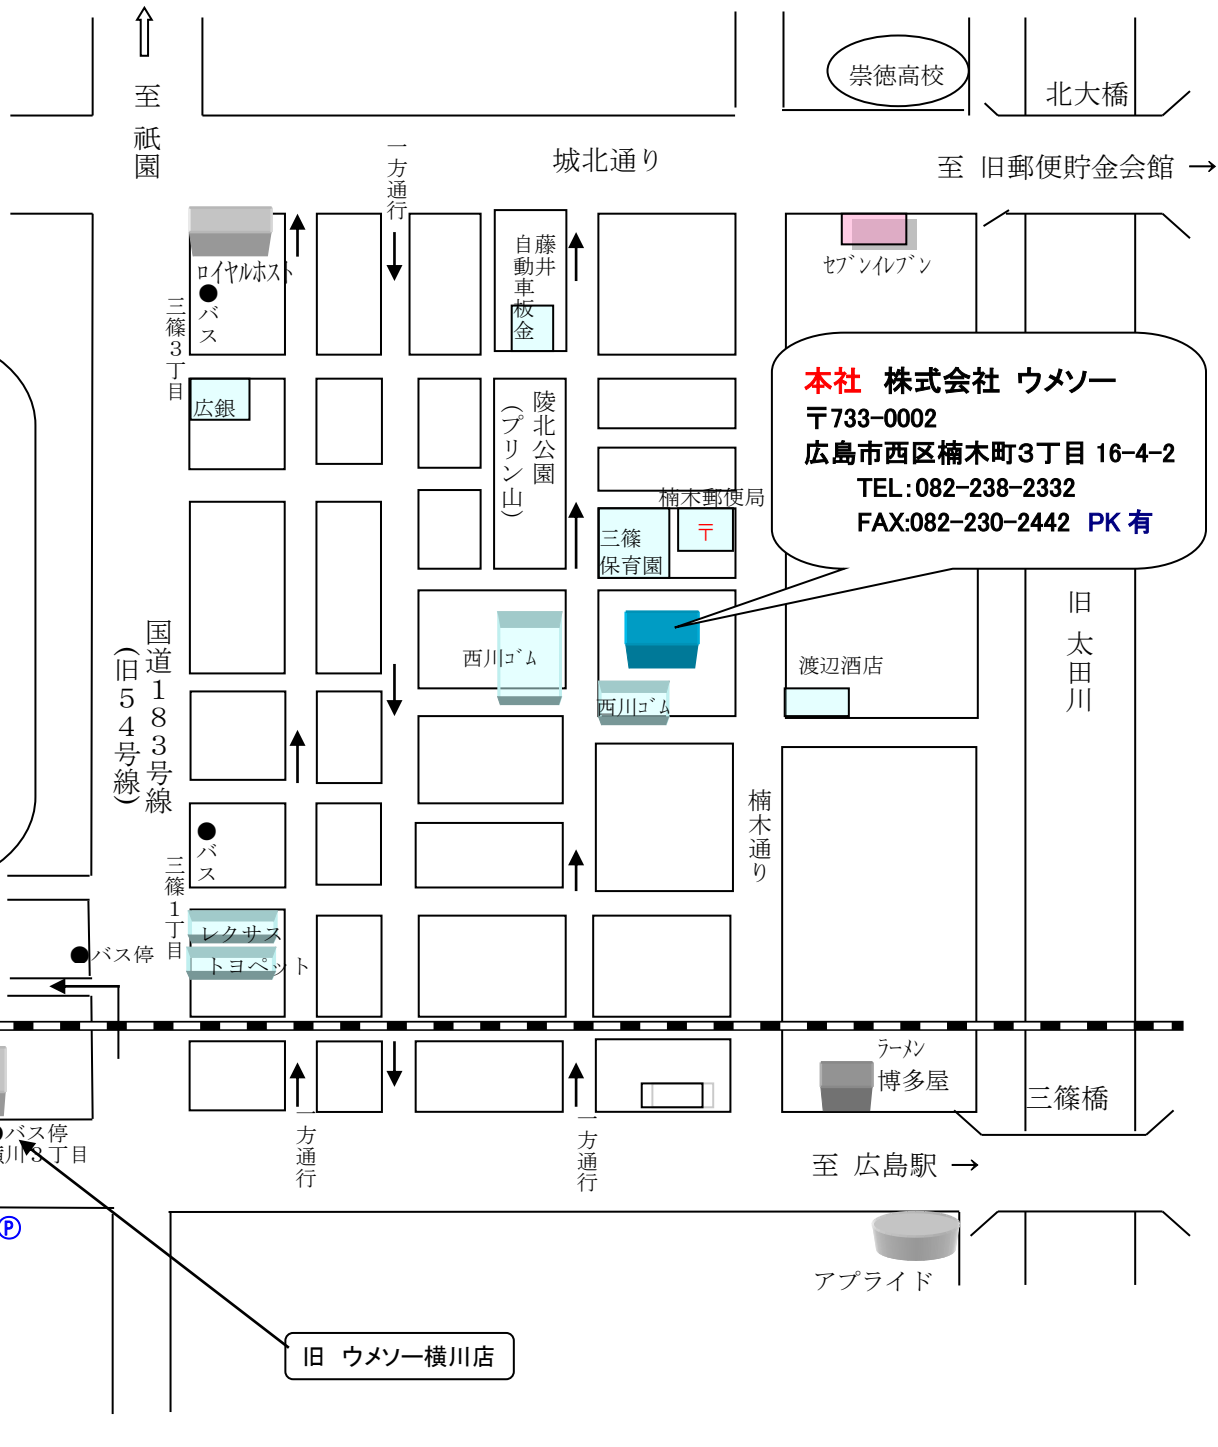 崇徳高校
北大橋
至 祇園
一方通行
城北通り
至 旧郵便貯金会館 →
ロイヤルホスト
バス
三篠3丁目
藤井
自動車板金
セブンイレブン
広銀
陵北公園
(プリン山)
本社 株式会社 ウメソー
〒733-0002
広島市西区楠木町3丁目 16-4-2
TEL:082-238-2332
FAX:082-230-2442 PK 有
楠木郵便局
〒
三篠
保育園
旧 太田川
国道183号線
(旧54号線)
西川ゴム
西川ゴム
渡辺酒店
楠木通り
バス
三篠1丁目
レクサス
トヨペット
バス停
ラーメン
博多屋
三篠橋
バス停
川3丁目
一方通行
一方通行
至 広島駅 →
Ⓟ
アプライド
旧 ウメソー横川店